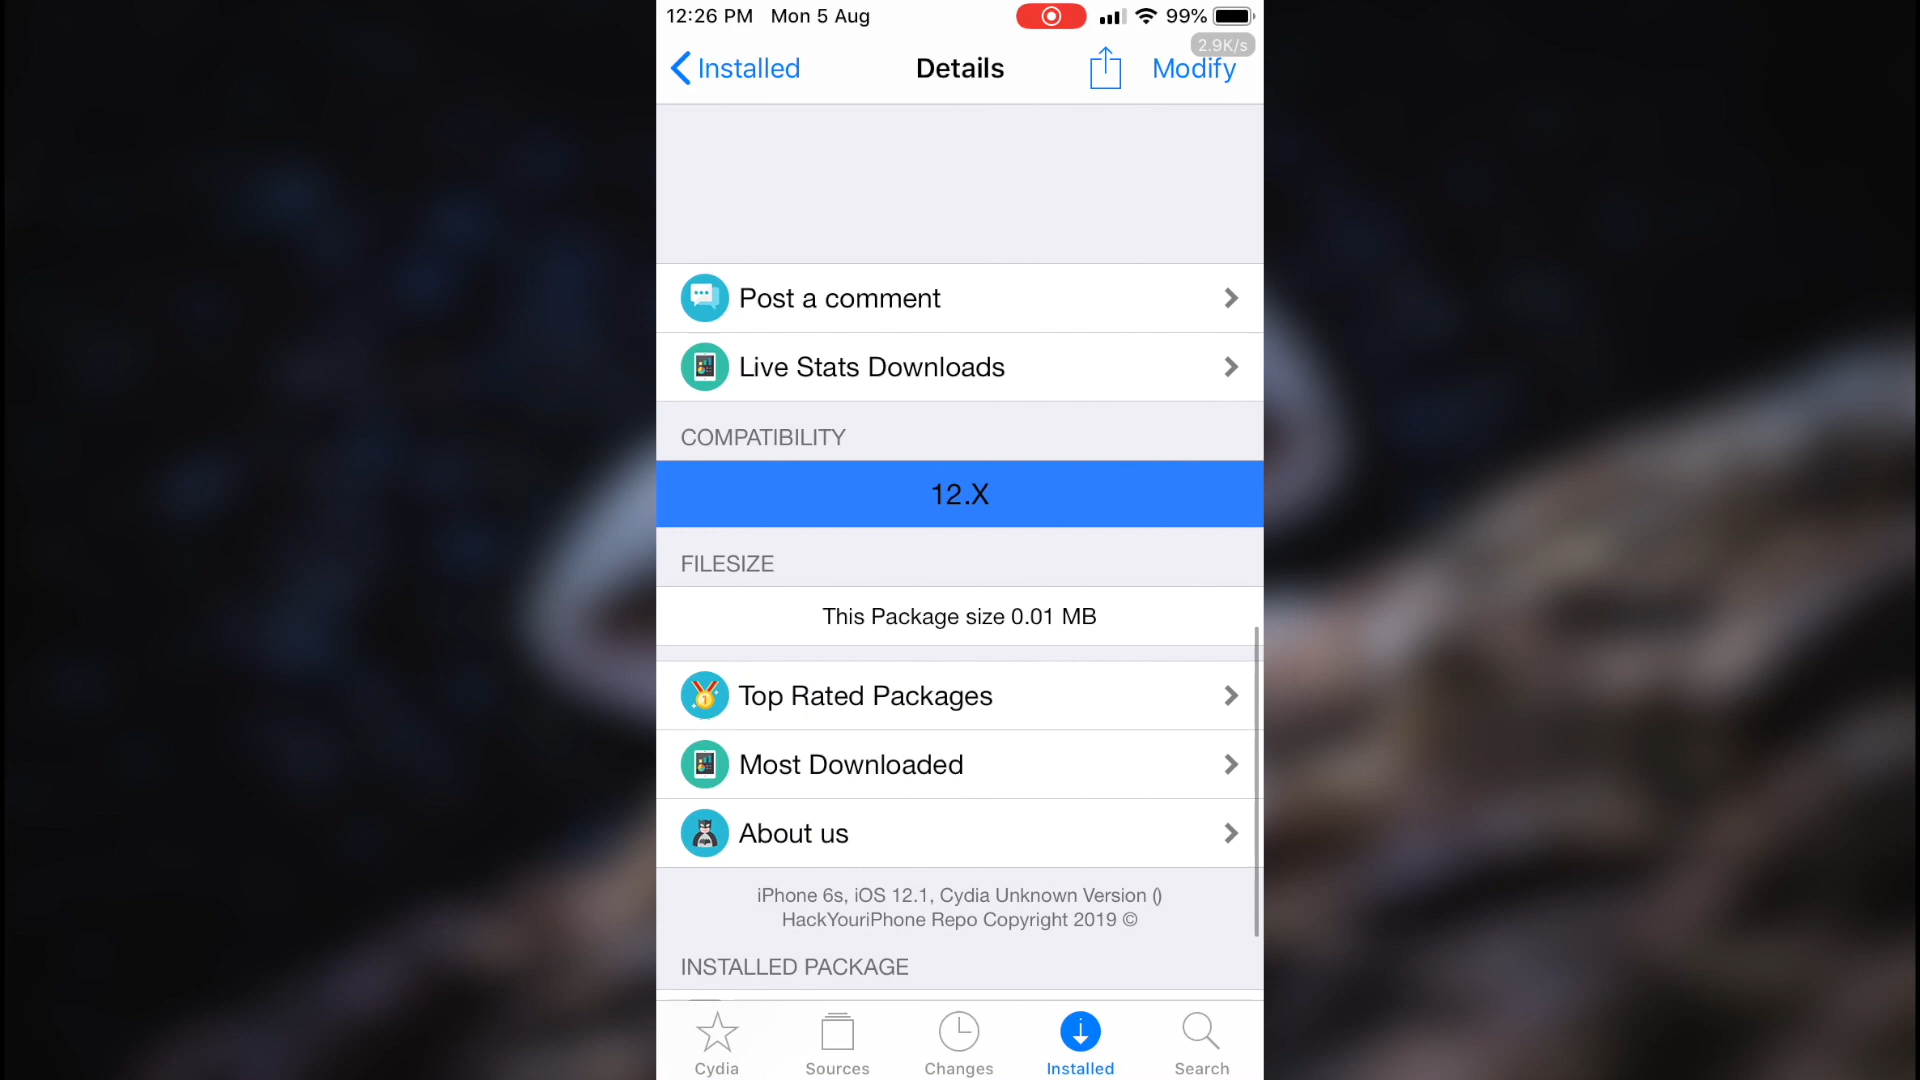 12:26 PM Mon 5 Aug 99%
2.9K/s
Installed Details Modify
Post a comment
Live Stats Downloads
COMPATIBILITY
12.X
FILESIZE
This Package size 0.01 MB
Top Rated Packages
Most Downloaded
About us
iPhone 6s, iOS 12.1, Cydia Unknown Version ()
HackYouriPhone Repo Copyright 2019 ©
INSTALLED PACKAGE
Cydia Sources Changes Installed Search